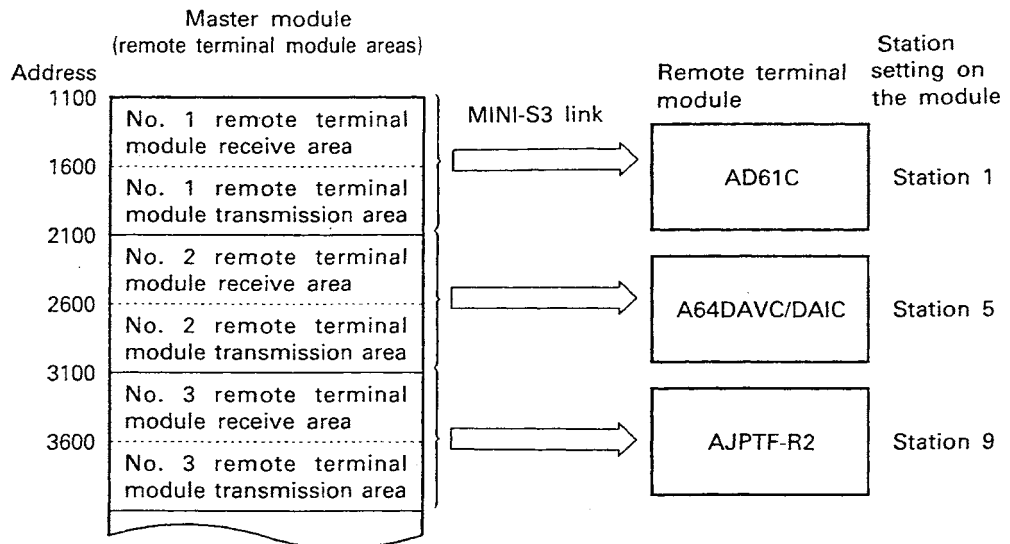 Master module
(remote terminal module areas)
Address
Remote terminal
module
Station
setting on
the module
1100
No. 1 remote terminal
module receive area
1600
No. 1 remote terminal
module transmission area
MINI-S3 link
AD61C
Station 1
2100
No. 2 remote terminal
module receive area
2600
No. 2 remote terminal
module transmission area
A64DAVC/DAIC
Station 5
3100
No. 3 remote terminal
module receive area
3600
No. 3 remote terminal
module transmission area
AJPTF-R2
Station 9